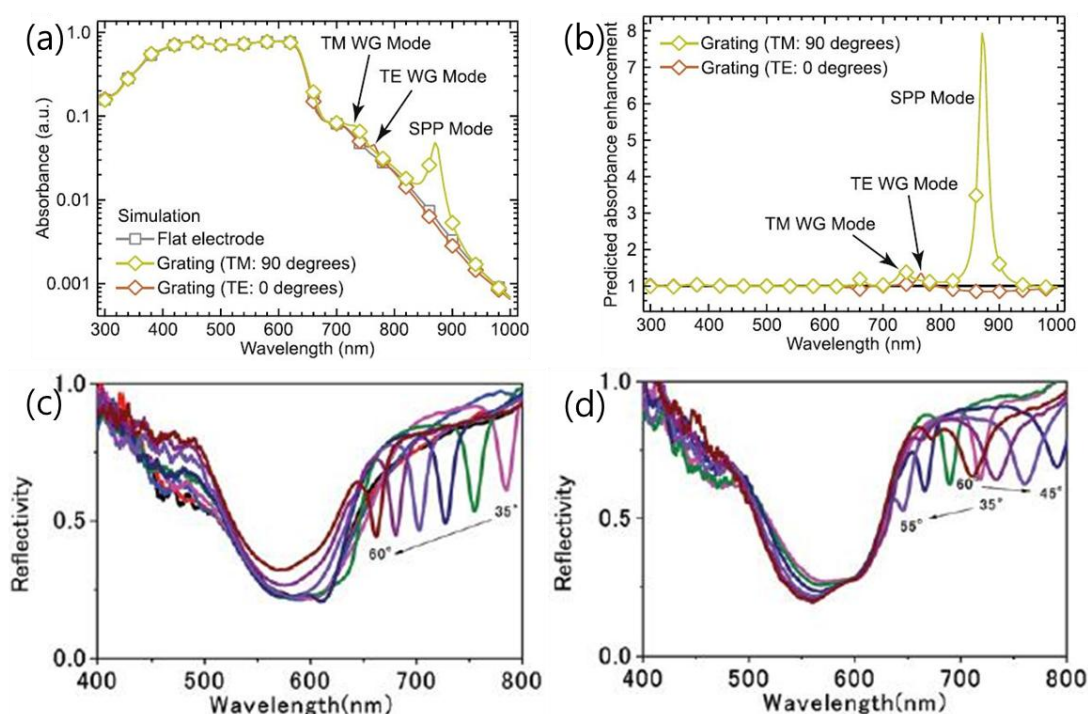 (a)
1.0
0.1
0.01
0.001
Absorbance (a.u.)
TM WG Mode
TE WG Mode
SPP Mode
Simulation
Flat electrode
Grating (TM: 90 degrees)
Grating (TE: 0 degrees)
300 400 500 600 700 800 900 1000
Wavelength (nm)
(b)
8
7
6
5
4
3
2
1
Predicted absorbance enhancement
Grating (TM: 90 degrees)
Grating (TE: 0 degrees)
SPP Mode
TE WG Mode
TM WG Mode
300 400 500 600 700 800 900 1000
Wavelength (nm)
(c)
1.0
0.5
0.0
Reflectivity
35°
60°
400 500 600 700 800
Wavelength(nm)
(d)
1.0
0.5
0.0
Reflectivity
60°
45°
35°
55°
400 500 600 700 800
Wavelength(nm)